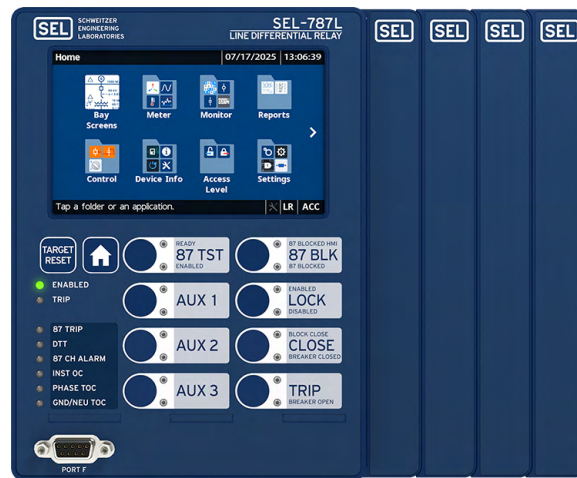 SEL SCHWEITZER ENGINEERING LABORATORIES
SEL-787L
LINE DIFFERENTIAL RELAY
SEL
SEL
SEL
SEL
Home 07/17/2025 13:06:39
Bay Screens
Meter
Monitor
Reports
Control
Device Info
Access Level
Settings
Tap a folder or an application. LR ACC
TARGET RESET
READY
87 TST
ENABLED
87 BLOCKED HMI
87 BLK
87 BLOCKED
ENABLED
TRIP
AUX 1
ENABLED
LOCK
DISABLED
87 TRIP
DTT
87 CH ALARM
INST OC
PHASE TOC
GND/NEU TOC
AUX 2
BLOCK CLOSE
CLOSE
BREAKER CLOSED
AUX 3
TRIP
BREAKER OPEN
PORT F